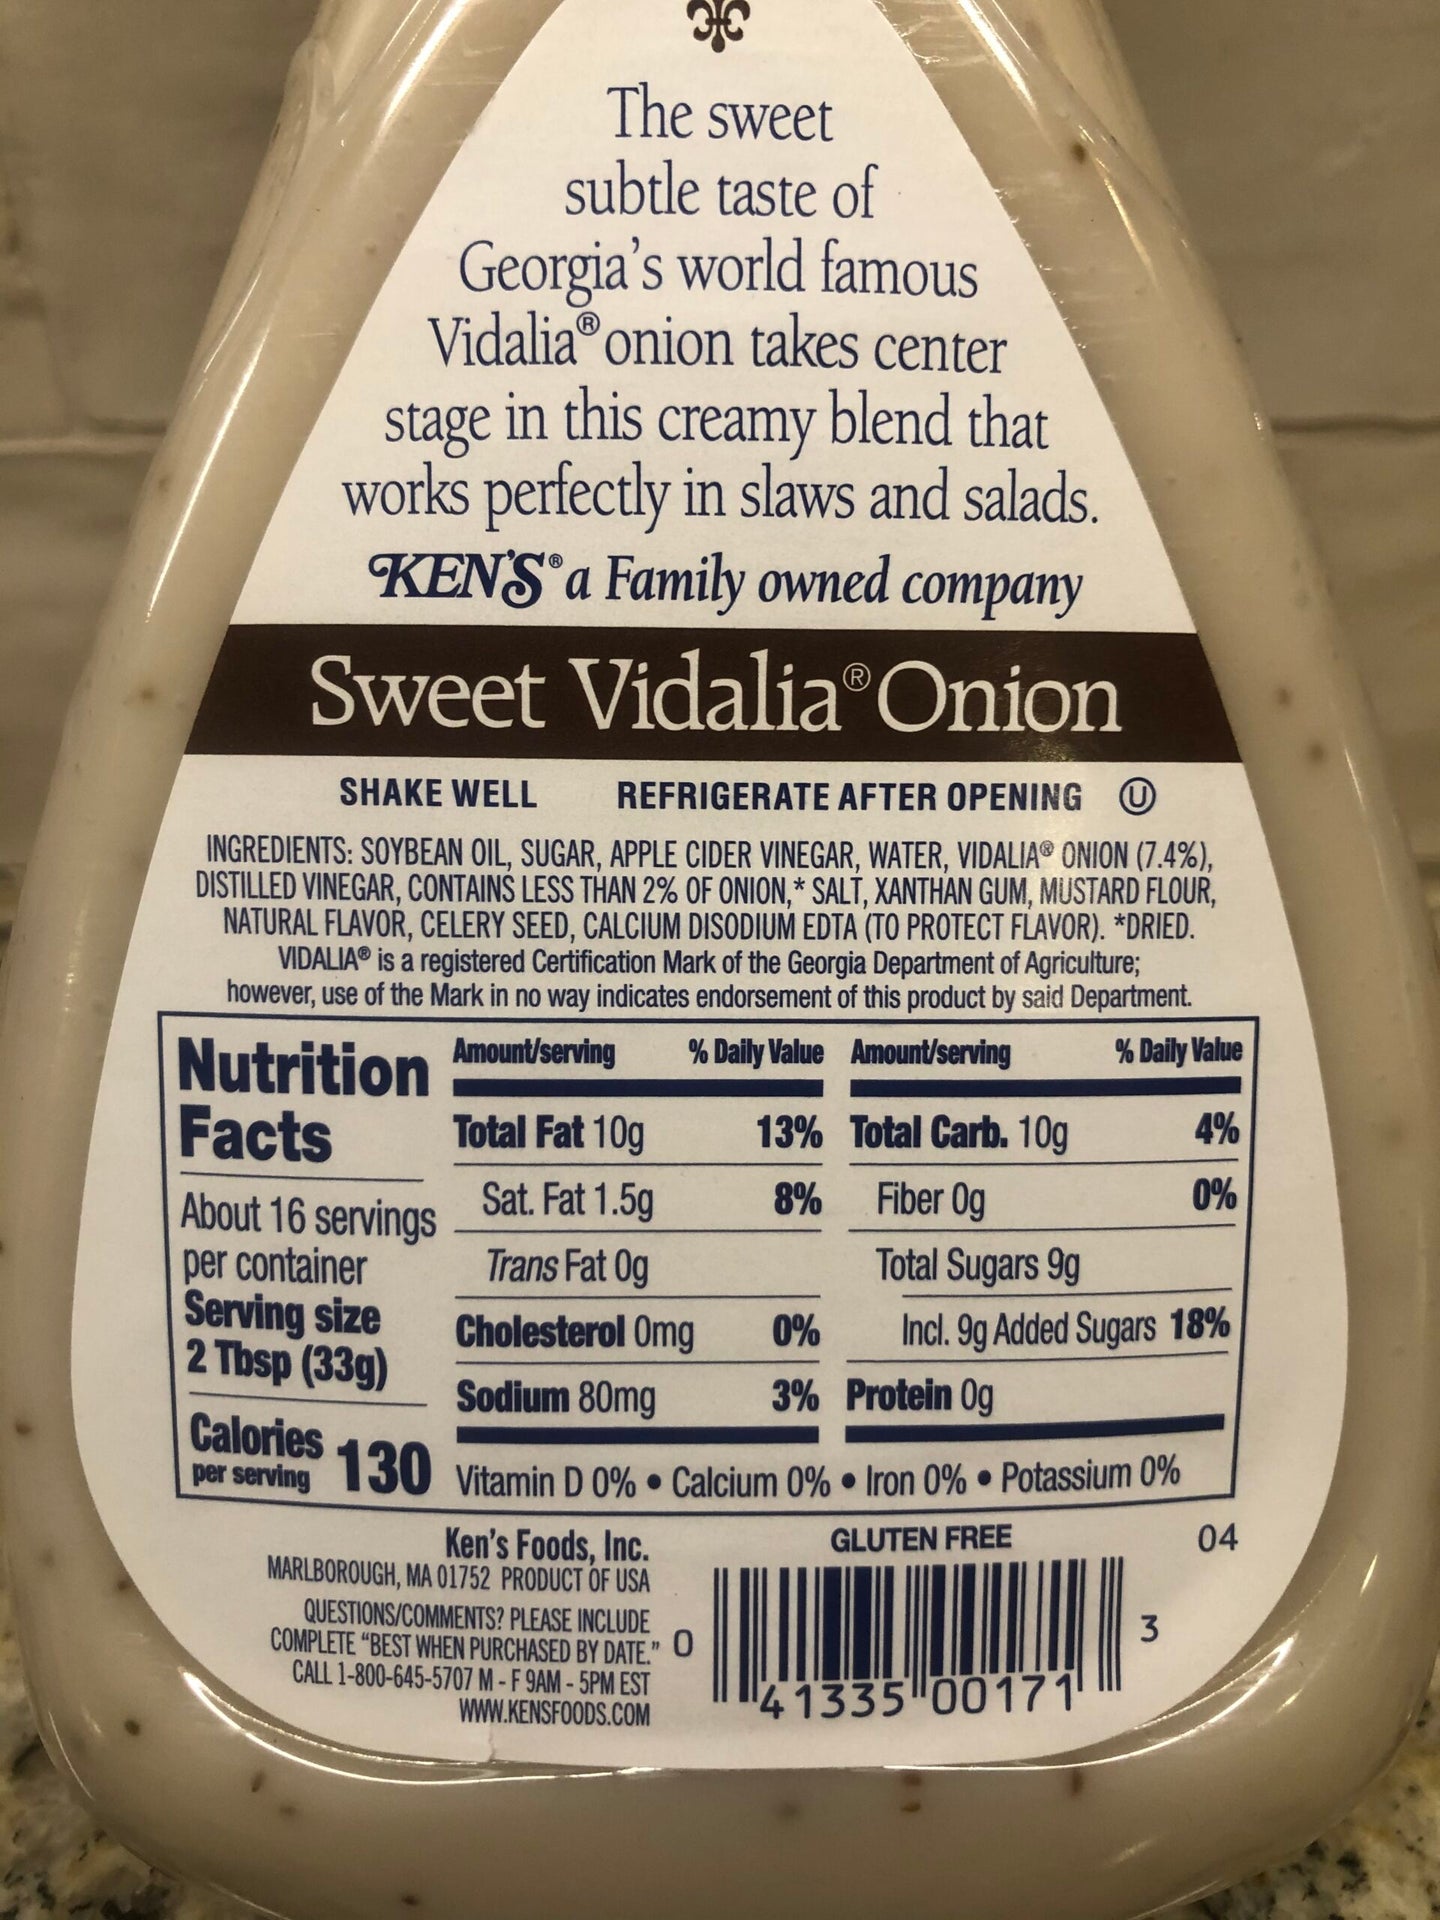 The sweet
subtle taste of
Georgia's world famous
Vidalia® onion takes center
stage in this creamy blend that
works perfectly in slaws and salads.
KEN'S® a Family owned company
Sweet Vidalia® Onion
SHAKE WELL REFRIGERATE AFTER OPENING Ⓤ
INGREDIENTS: SOYBEAN OIL, SUGAR, APPLE CIDER VINEGAR, WATER, VIDALIA® ONION (7.4%),
DISTILLED VINEGAR, CONTAINS LESS THAN 2% OF ONION,* SALT, XANTHAN GUM, MUSTARD FLOUR,
NATURAL FLAVOR, CELERY SEED, CALCIUM DISODIUM EDTA (TO PROTECT FLAVOR). *DRIED.
VIDALIA® is a registered Certification Mark of the Georgia Department of Agriculture;
however, use of the Mark in no way indicates endorsement of this product by said Department.
Nutrition
Facts
About 16 servings
per container
Serving size
2 Tbsp (33g)
Calories
per serving 130
Amount/serving % Daily Value
Total Fat 10g 13%
Sat. Fat 1.5g 8%
Trans Fat 0g
Cholesterol 0mg 0%
Sodium 80mg 3%
Amount/serving % Daily Value
Total Carb. 10g 4%
Fiber 0g 0%
Total Sugars 9g
Incl. 9g Added Sugars 18%
Protein 0g
Vitamin D 0% • Calcium 0% • Iron 0% • Potassium 0%
Ken's Foods, Inc.
MARLBOROUGH, MA 01752 PRODUCT OF USA
QUESTIONS/COMMENTS? PLEASE INCLUDE
COMPLETE "BEST WHEN PURCHASED BY DATE."
CALL 1-800-645-5707 M - F 9AM - 5PM EST
WWW.KENSFOODS.COM
GLUTEN FREE 04
0 41335 00171 3